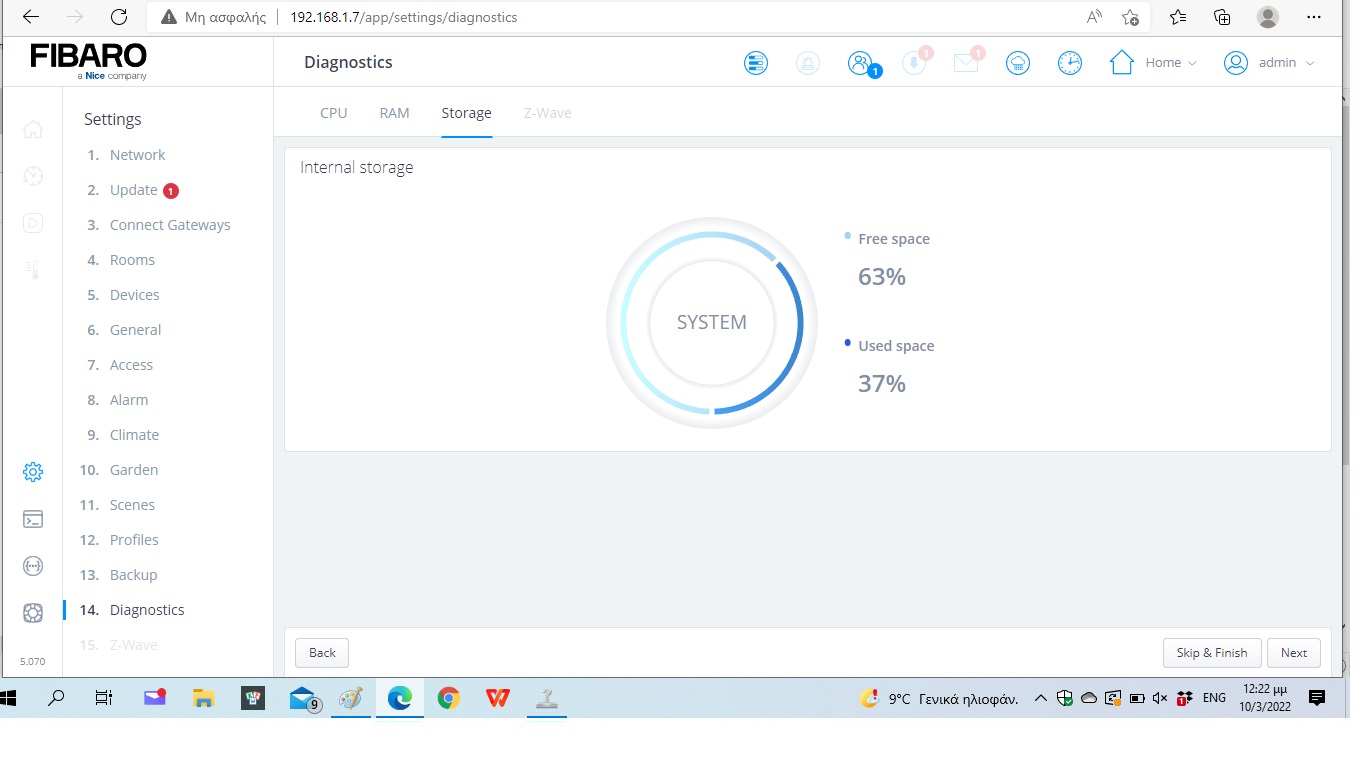 Μη ασφαλής 192.168.1.7/app/settings/diagnostics
FIBARO
a Nice company
Diagnostics
1
1
1
Home
admin
CPU RAM Storage Z-Wave
Settings
1. Network
2. Update 1
3. Connect Gateways
4. Rooms
5. Devices
6. General
7. Access
8. Alarm
9. Climate
10. Garden
11. Scenes
12. Profiles
13. Backup
14. Diagnostics
15. Z-Wave
5.070
Internal storage
SYSTEM
Free space
63%
Used space
37%
Back
Skip & Finish
Next
9
9°C Γενικά ηλιοφάν.
1
ENG
12:22 μμ
10/3/2022